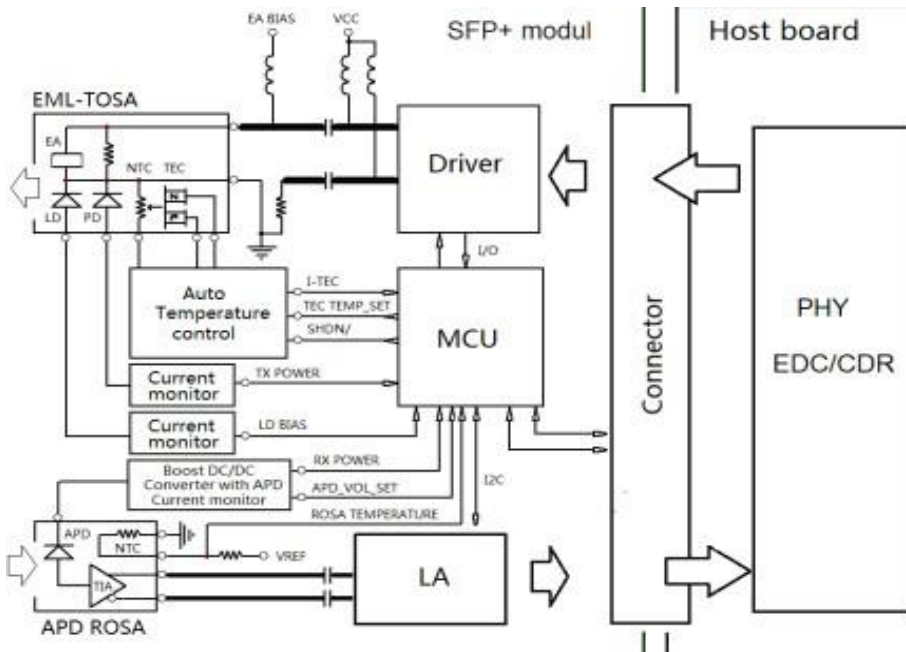 EA BIAS
VCC
SFP+ modul
Host board
EML-TOSA
EA
NTC
TEC
LD
PD
N
P
Driver
I/O
Auto
Temperature
control
I-TEC
TEC TEMP_SET
SHDN/
MCU
Connector
PHY
EDC/CDR
Current
monitor
TX POWER
Current
monitor
LD BIAS
Boost DC/DC
Converter with APD
Current monitor
RX POWER
APD_VOL_SET
I2C
ROSA TEMPERATURE
APD
NTC
VREF
TIA
LA
APD ROSA